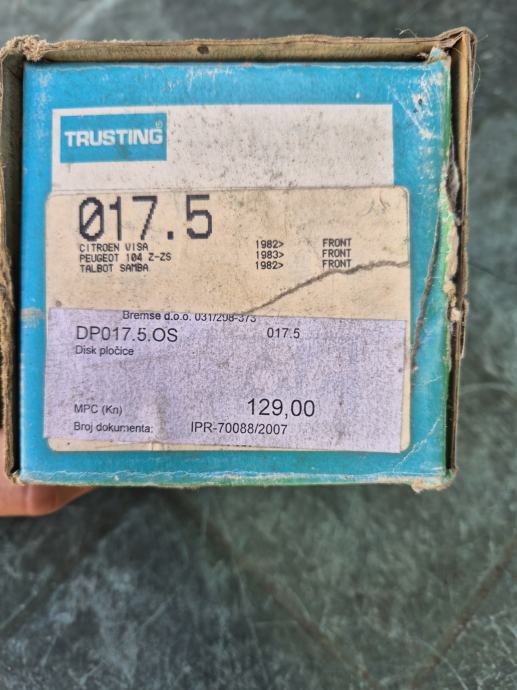 TRUSTING
017.5
CITROEN VISA 1982> FRONT
PEUGEOT 104 Z-ZS 1983> FRONT
TALBOT SAMBA 1982> FRONT
Bremse d.o.o. 031/298-373
DP017.5.OS 017.5
Disk pločice
MPC (Kn) 129,00
Broj dokumenta: IPR-70088/2007